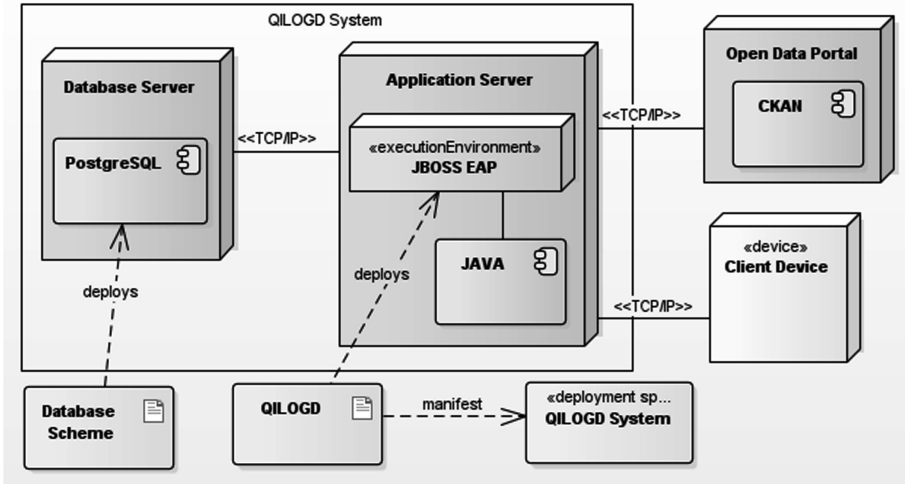 QILOGD System
Database Server
Application Server
Open Data Portal
CKAN
<<TCP/IP>>
<<TCP/IP>>
«executionEnvironment»
JBOSS EAP
PostgreSQL
JAVA
«device»
Client Device
deploys
deploys
<<TCP/IP>>
Database
Scheme
QILOGD
manifest
«deployment sp...
QILOGD System